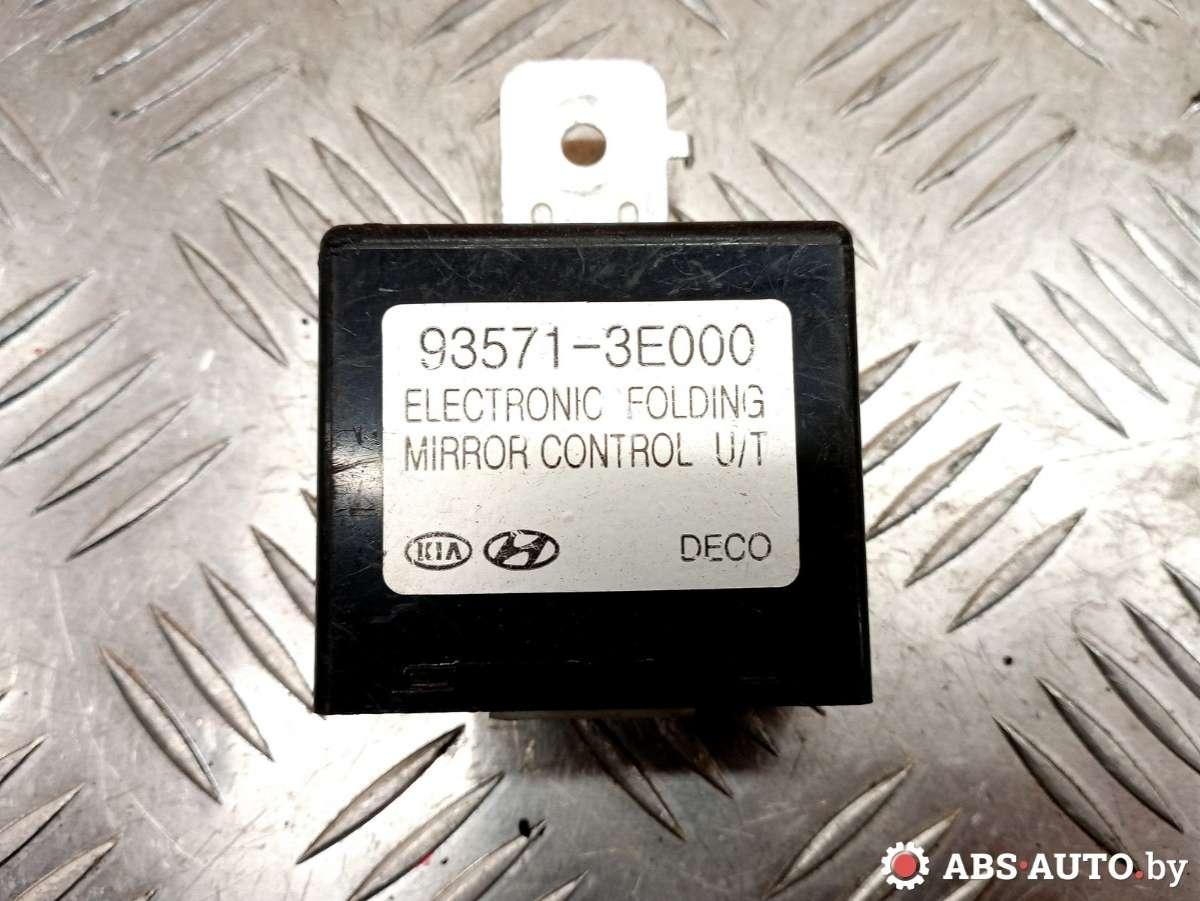 93571-3E000
ELECTRONIC FOLDING
MIRROR CONTROL U/T
KIA DECO
ABS·AUTO.by